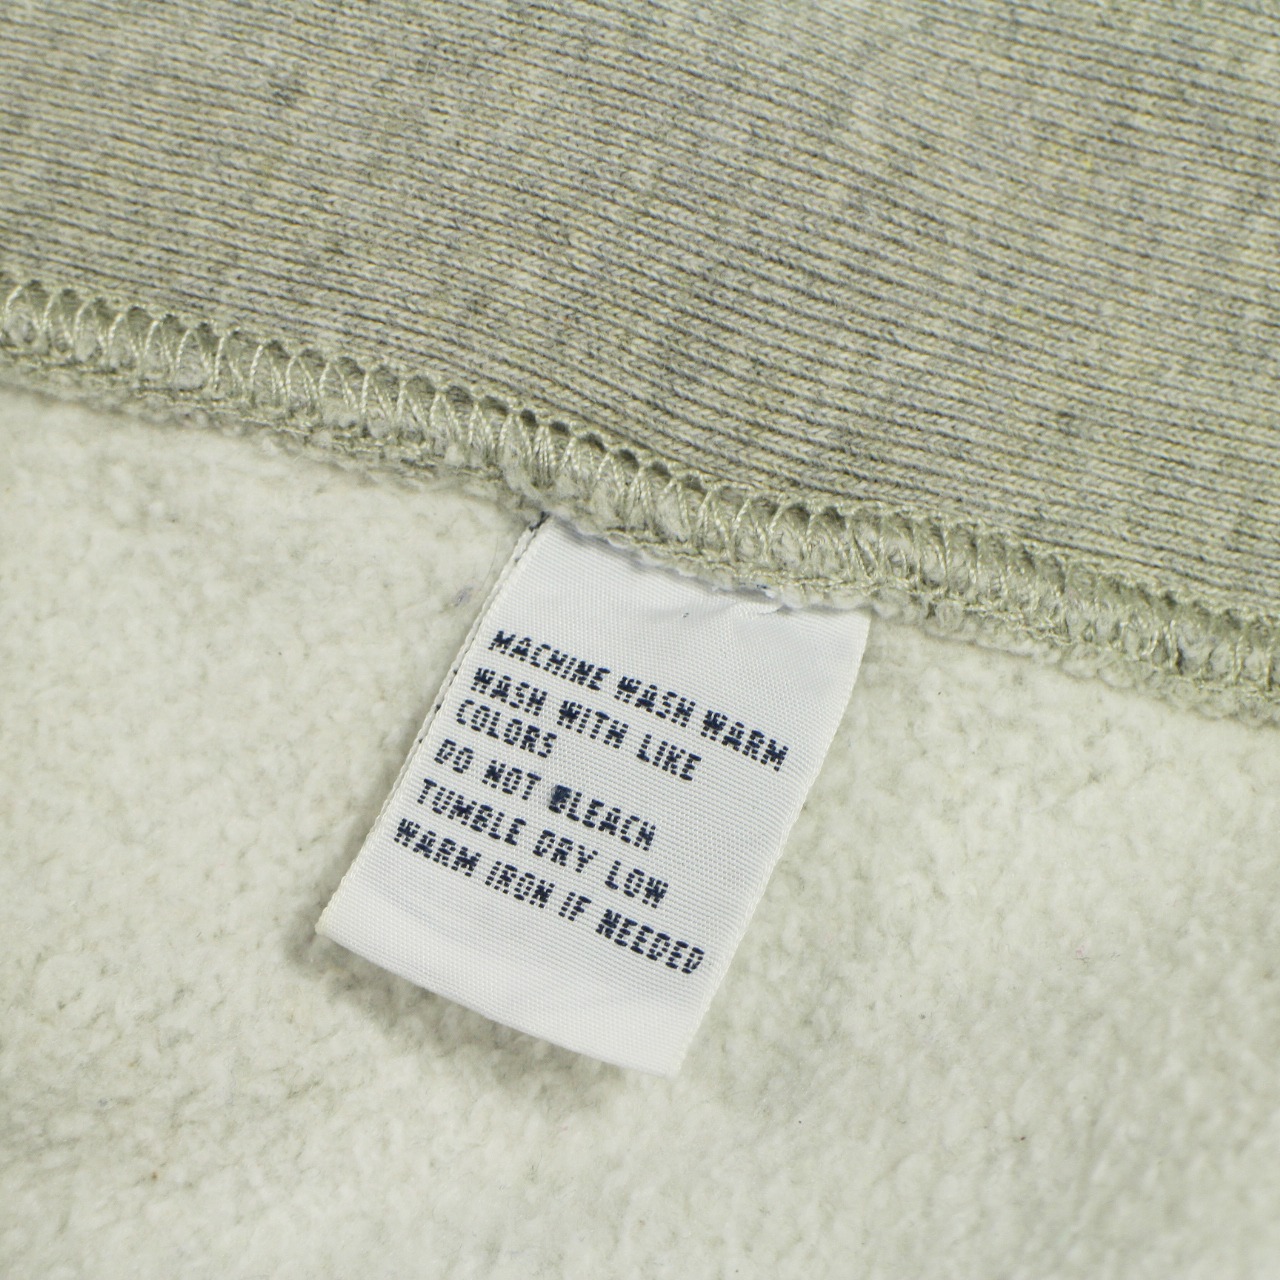 MACHINE WASH WARM
WASH WITH LIKE
COLORS
DO NOT BLEACH
TUMBLE DRY LOW
WARM IRON IF NEEDED